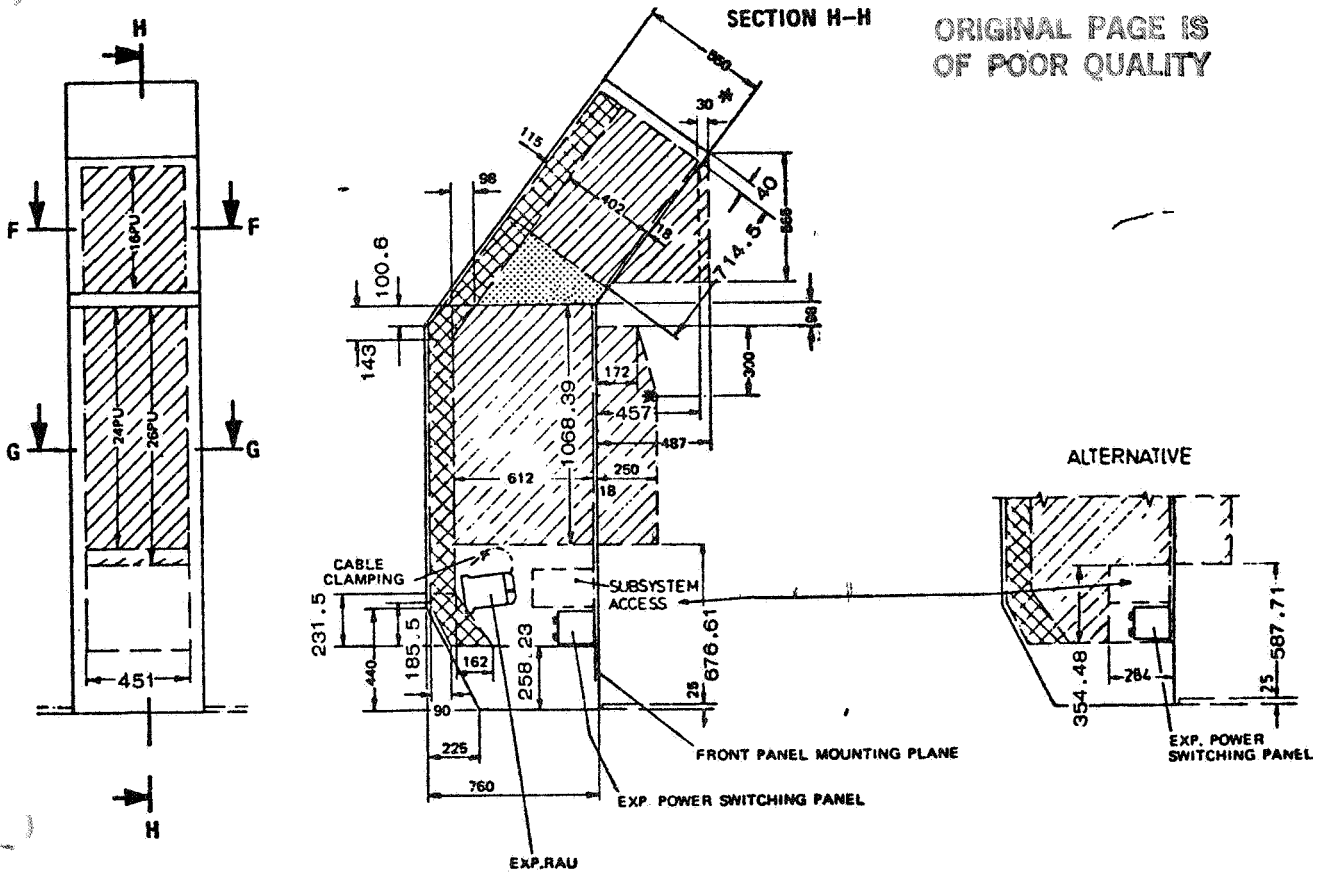 SECTION H-H
ORIGINAL PAGE IS
OF POOR QUALITY
H
550
30 *
115
98
40
402
18
565
714.5
F
F
16PU
100.6
98
143
300
172
457
487
24PU
26PU
1068.39
G
G
612
250
18
ALTERNATIVE
CABLE
CLAMPING
SUBSYSTEM
ACCESS
231.5
185.5
440
162
258.23
676.61
25
90
451
225
760
354.48
284
587.71
25
FRONT PANEL MOUNTING PLANE
EXP. POWER
SWITCHING PANEL
EXP. POWER SWITCHING PANEL
H
EXP.RAU